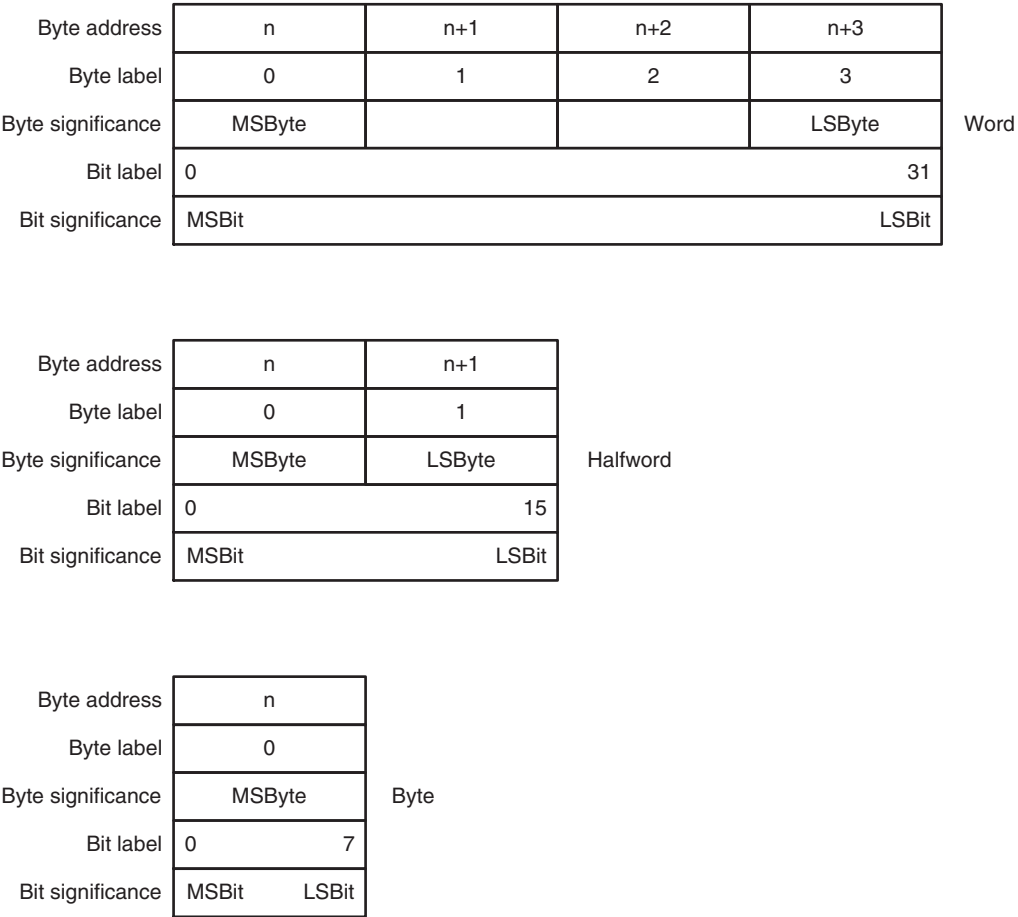 Byte address n n+1 n+2 n+3
Byte label 0 1 2 3
Byte significance MSByte LSByte Word
Bit label 0 31
Bit significance MSBit LSBit
Byte address n n+1
Byte label 0 1
Byte significance MSByte LSByte Halfword
Bit label 0 15
Bit significance MSBit LSBit
Byte address n
Byte label 0
Byte significance MSByte Byte
Bit label 0 7
Bit significance MSBit LSBit